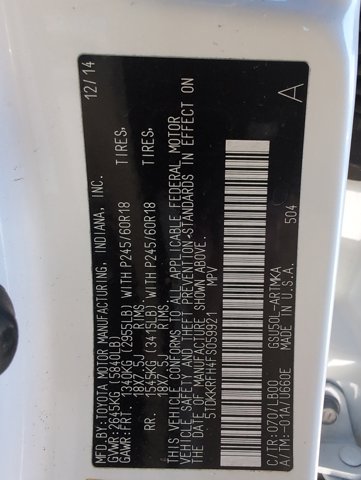 MFD.BY: TOYOTA MOTOR MANUFACTURING, INDIANA, INC. 12/14
GVWR:2645KG (5840LB)
GAWR:FRT. 1340KG (2955LB) WITH P245/60R18 TIRES,
18X7.5J RIMS
RR. 1545KG (3415LB) WITH P245/60R18 TIRES,
18X7.5J RIMS
THIS VEHICLE CONFORMS TO ALL APPLICABLE FEDERAL MOTOR
VEHICLE SAFETY AND THEFT PREVENTION STANDARDS IN EFFECT ON
THE DATE OF MANUFACTURE SHOWN ABOVE.
5TDKKRFH4FS059921 MPV
C/TR:070/LB00 GSV50L-ARTMKA
A/TM:-01A/U660E MADE IN U.S.A. 504
A